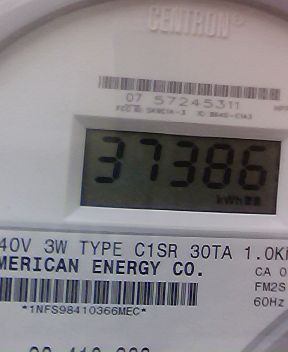 CENTRON®
07 57245311
37386
kWh
40V 3W TYPE C1SR 30TA 1.0K
MERICAN ENERGY CO.
CA 0
FM2S
60Hz
*1NFS98410366MEC*